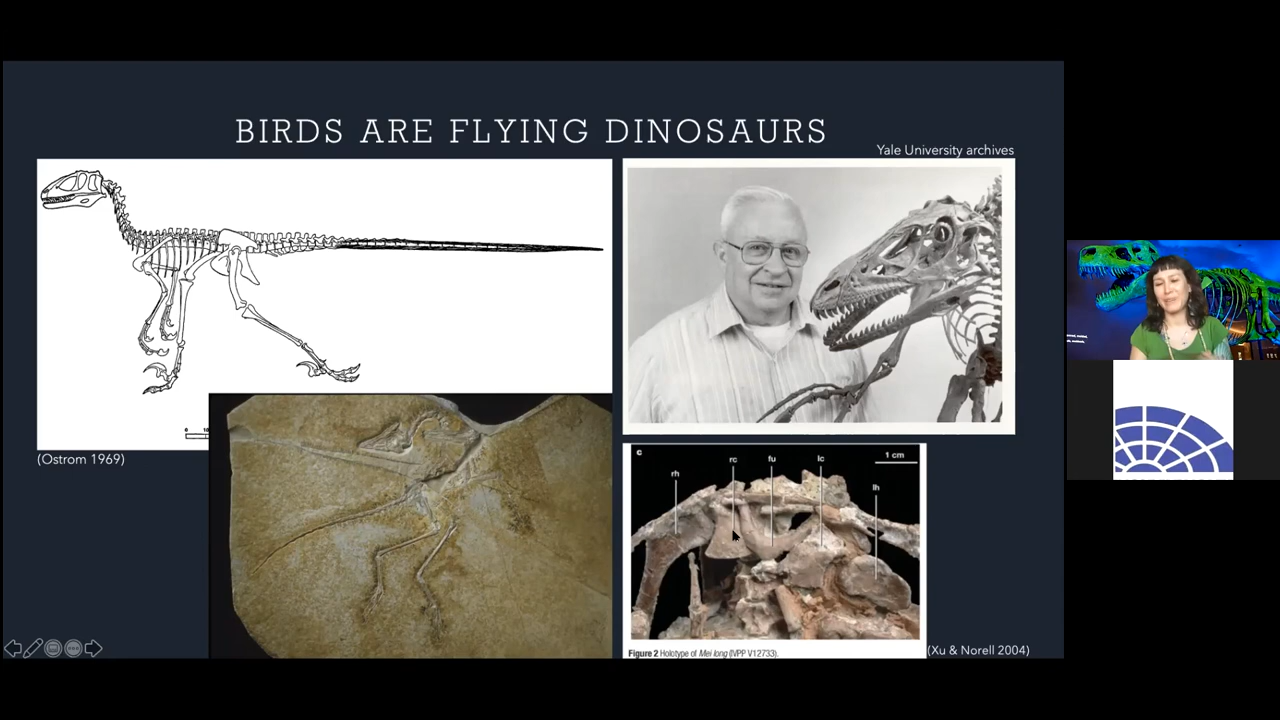 BIRDS ARE FLYING DINOSAURS
Yale University archives
(Ostrom 1969)
c
rh
rc
fu
lc
1 cm
lh
Figure 2 Holotype of Mei long (IVPP V12733).
(Xu & Norell 2004)